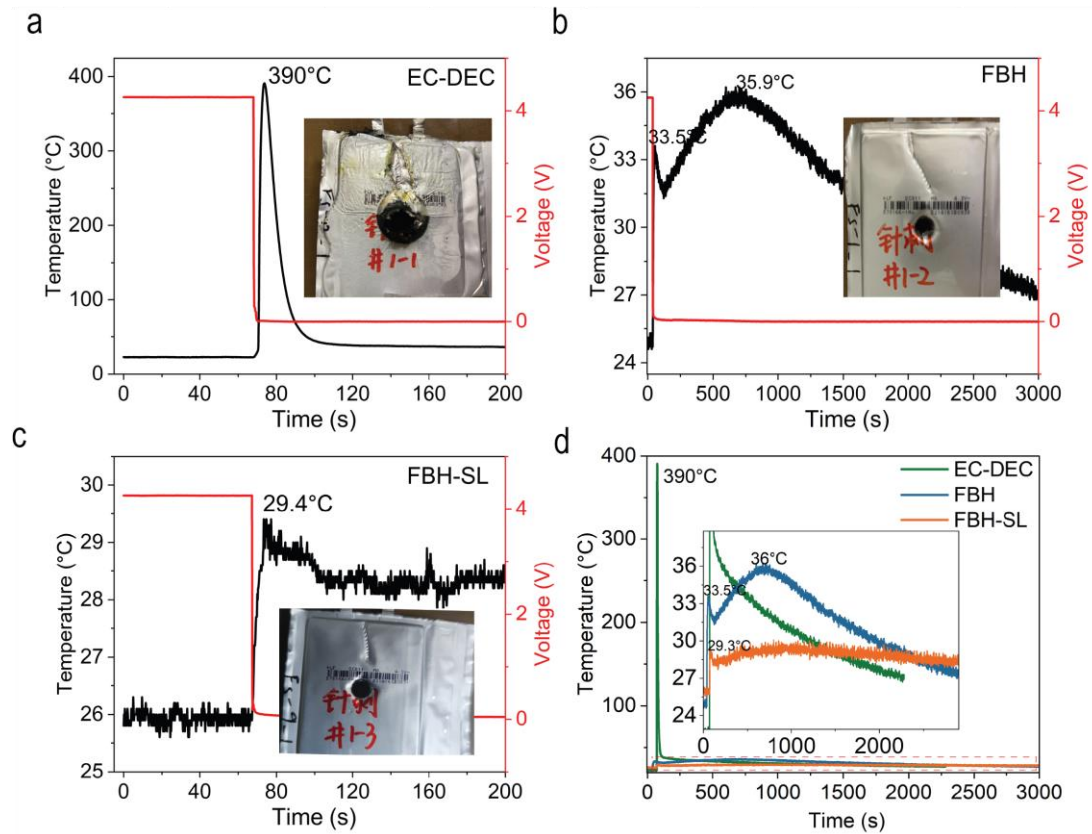 a
390°C
EC-DEC
400
350
300
250
200
150
100
50
0
Temperature (°C)
4
2
0
Voltage (V)
0
40
80
120
160
200
Time (s)
#1-1
b
35.9°C
FBH
33.5°C
36
33
30
27
24
Temperature (°C)
4
2
0
Voltage (V)
0
500
1000
1500
2000
2500
3000
Time (s)
针刺
#1-2
c
FBH-SL
29.4°C
30
29
28
26
25
Temperature (°C)
4
2
0
Voltage (V)
0
40
80
120
160
200
Time (s)
针刺
#1-3
d
390°C
EC-DEC
FBH
FBH-SL
400
300
200
100
Temperature (°C)
36°C
33.5°C
29.3°C
36
33
30
27
24
0
1000
2000
0
500
1000
1500
2000
2500
3000
Time (s)